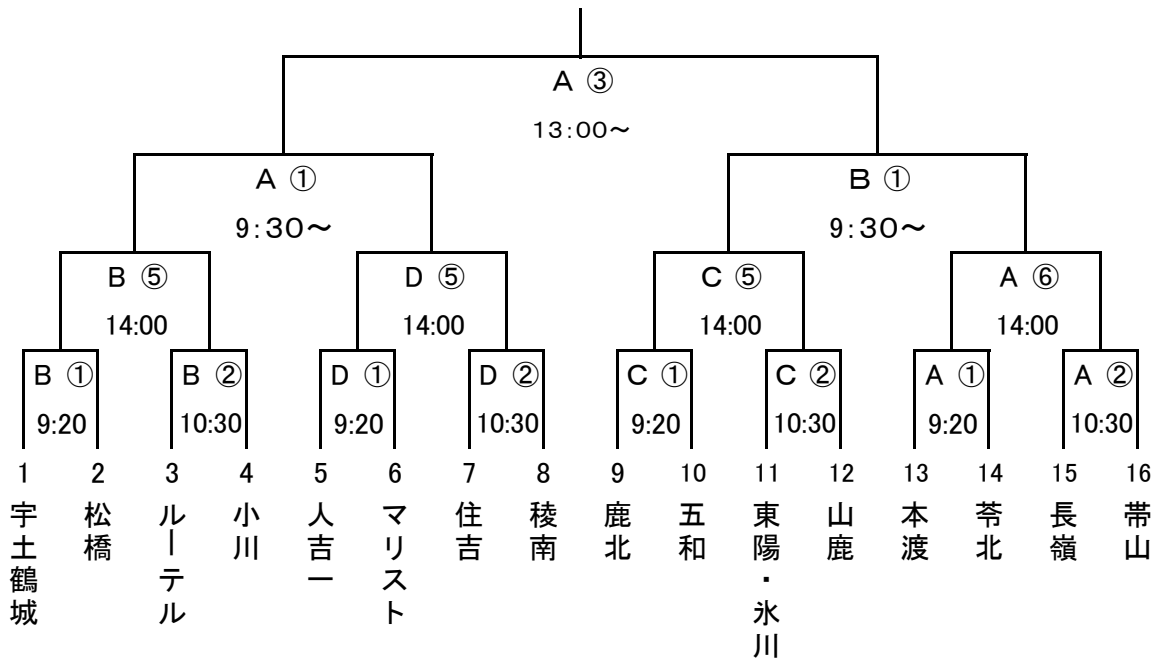 A ③
13:00~
A ① B ①
9:30~ 9:30~
B ⑤ D ⑤ C ⑤ A ⑥
14:00 14:00 14:00 14:00
B ① B ② D ① D ② C ① C ② A ① A ②
9:20 10:30 9:20 10:30 9:20 10:30 9:20 10:30
1 2 3 4 5 6 7 8 9 10 11 12 13 14 15 16
宇土鶴城
松橋
ルーテル
小川
人吉一
マリスト
住吉
稜南
鹿北
五和
東陽・氷川
山鹿
本渡
苓北
長嶺
帯山